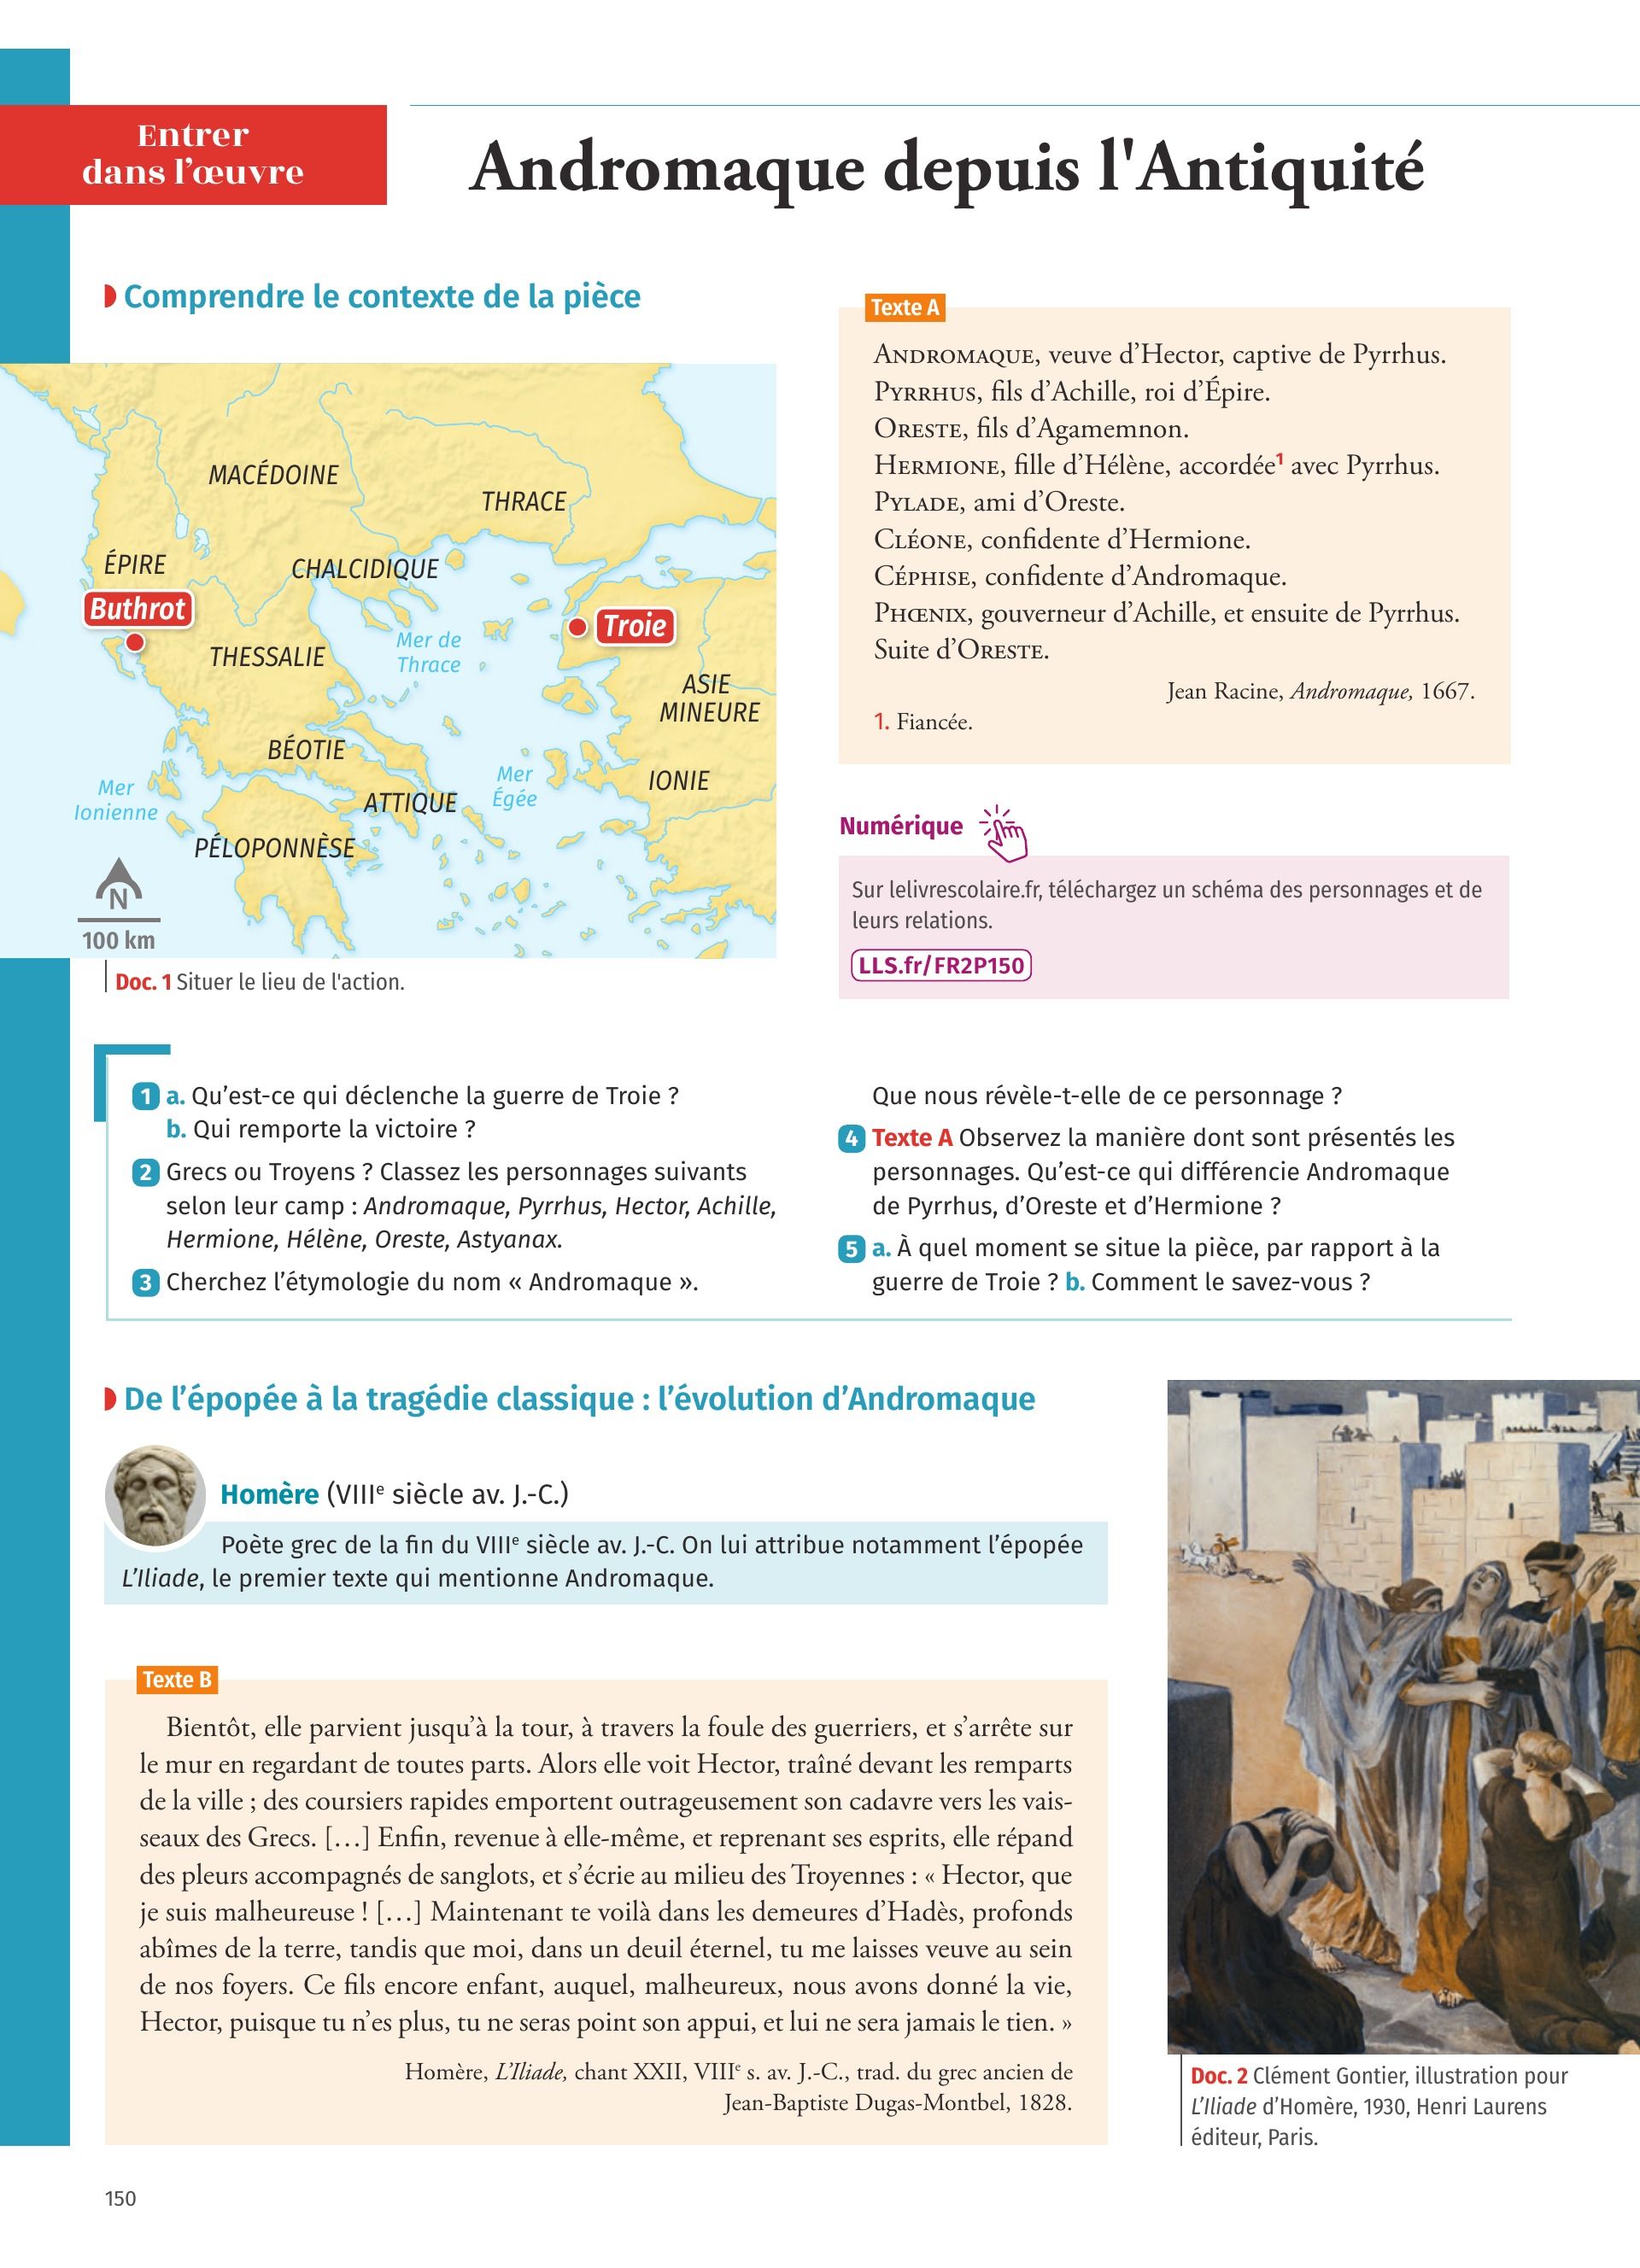 Entrer
dans l'œuvre
Andromaque depuis l'Antiquité
Comprendre le contexte de la pièce
MACÉDOINE
THRACE
ÉPIRE
CHALCIDIQUE
Buthrot
Troie
THESSALIE
Mer de
Thrace
ASIE
MINEURE
BÉOTIE
Mer
Égée
IONIE
Mer
Ionienne
ATTIQUE
PÉLOPONNÈSE
N
100 km
Doc. 1 Situer le lieu de l'action.
Texte A
ANDROMAQUE, veuve d'Hector, captive de Pyrrhus.
PYRRHUS, fils d'Achille, roi d'Épire.
ORESTE, fils d'Agamemnon.
HERMIONE, fille d'Hélène, accordée¹ avec Pyrrhus.
PYLADE, ami d'Oreste.
CLÉONE, confidente d'Hermione.
CÉPHISE, confidente d'Andromaque.
PHŒNIX, gouverneur d'Achille, et ensuite de Pyrrhus.
Suite d'ORESTE.
Jean Racine, Andromaque, 1667.
1. Fiancée.
Numérique
Sur lelivrescolaire.fr, téléchargez un schéma des personnages et de
leurs relations.
LLS.fr/FR2P150
1 a. Qu'est-ce qui déclenche la guerre de Troie ?
b. Qui remporte la victoire ?
2 Grecs ou Troyens ? Classez les personnages suivants
selon leur camp : Andromaque, Pyrrhus, Hector, Achille,
Hermione, Hélène, Oreste, Astyanax.
3 Cherchez l'étymologie du nom « Andromaque ».
Que nous révèle-t-elle de ce personnage ?
4 Texte A Observez la manière dont sont présentés les
personnages. Qu'est-ce qui différencie Andromaque
de Pyrrhus, d'Oreste et d'Hermione ?
5 a. À quel moment se situe la pièce, par rapport à la
guerre de Troie ? b. Comment le savez-vous ?
De l'épopée à la tragédie classique : l'évolution d'Andromaque
Homère (VIIIᵉ siècle av. J.-C.)
Poète grec de la fin du VIIIᵉ siècle av. J.-C. On lui attribue notamment l'épopée
L'Iliade, le premier texte qui mentionne Andromaque.
Texte B
Bientôt, elle parvient jusqu'à la tour, à travers la foule des guerriers, et s'arrête sur
le mur en regardant de toutes parts. Alors elle voit Hector, traîné devant les remparts
de la ville ; des coursiers rapides emportent outrageusement son cadavre vers les vais-
seaux des Grecs. […] Enfin, revenue à elle-même, et reprenant ses esprits, elle répand
des pleurs accompagnés de sanglots, et s'écrie au milieu des Troyennes : « Hector, que
je suis malheureuse ! […] Maintenant te voilà dans les demeures d'Hadès, profonds
abîmes de la terre, tandis que moi, dans un deuil éternel, tu me laisses veuve au sein
de nos foyers. Ce fils encore enfant, auquel, malheureux, nous avons donné la vie,
Hector, puisque tu n'es plus, tu ne seras point son appui, et lui ne sera jamais le tien. »
Homère, L'Iliade, chant XXII, VIIIᵉ s. av. J.-C., trad. du grec ancien de
Jean-Baptiste Dugas-Montbel, 1828.
Doc. 2 Clément Gontier, illustration pour
L'Iliade d'Homère, 1930, Henri Laurens
éditeur, Paris.
150